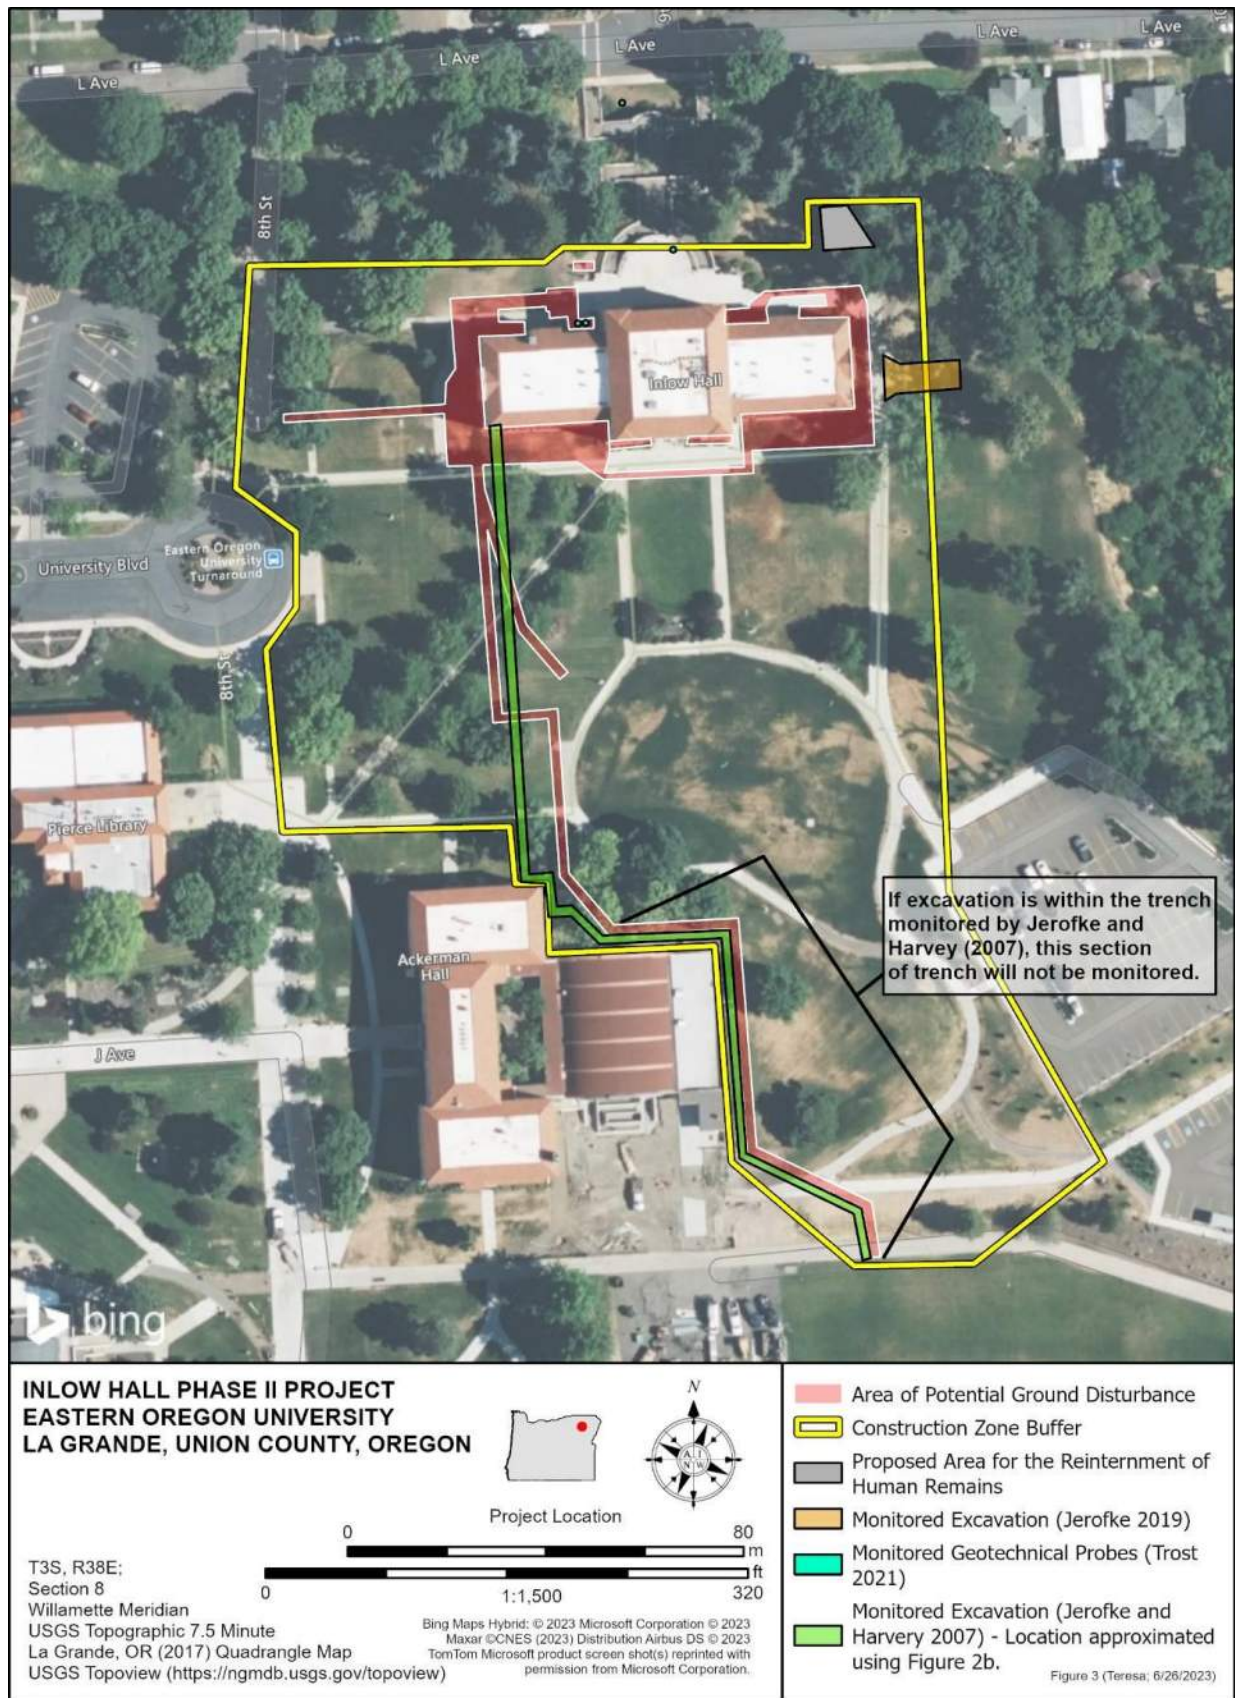 L Ave
L Ave
L Ave
L Ave
L Ave
8th St
Inlow Hall
University Blvd
Eastern Oregon
University
Turnaround
8th St
Pierce Library
Ackerman
Hall
J Ave
If excavation is within the trench
monitored by Jerofke and
Harvey (2007), this section
of trench will not be monitored.
bing
INLOW HALL PHASE II PROJECT
EASTERN OREGON UNIVERSITY
LA GRANDE, UNION COUNTY, OREGON
Project Location
N
A I
N W
0 80
m
ft
0 1:1,500 320
T3S, R38E;
Section 8
Willamette Meridian
USGS Topographic 7.5 Minute
La Grande, OR (2017) Quadrangle Map
USGS Topoview (https://ngmdb.usgs.gov/topoview)
Bing Maps Hybrid: © 2023 Microsoft Corporation © 2023
Maxar ©CNES (2023) Distribution Airbus DS © 2023
TomTom Microsoft product screen shot(s) reprinted with
permission from Microsoft Corporation.
Area of Potential Ground Disturbance
Construction Zone Buffer
Proposed Area for the Reinternment of
Human Remains
Monitored Excavation (Jerofke 2019)
Monitored Geotechnical Probes (Trost
2021)
Monitored Excavation (Jerofke and
Harvery 2007) - Location approximated
using Figure 2b.
Figure 3 (Teresa; 6/26/2023)